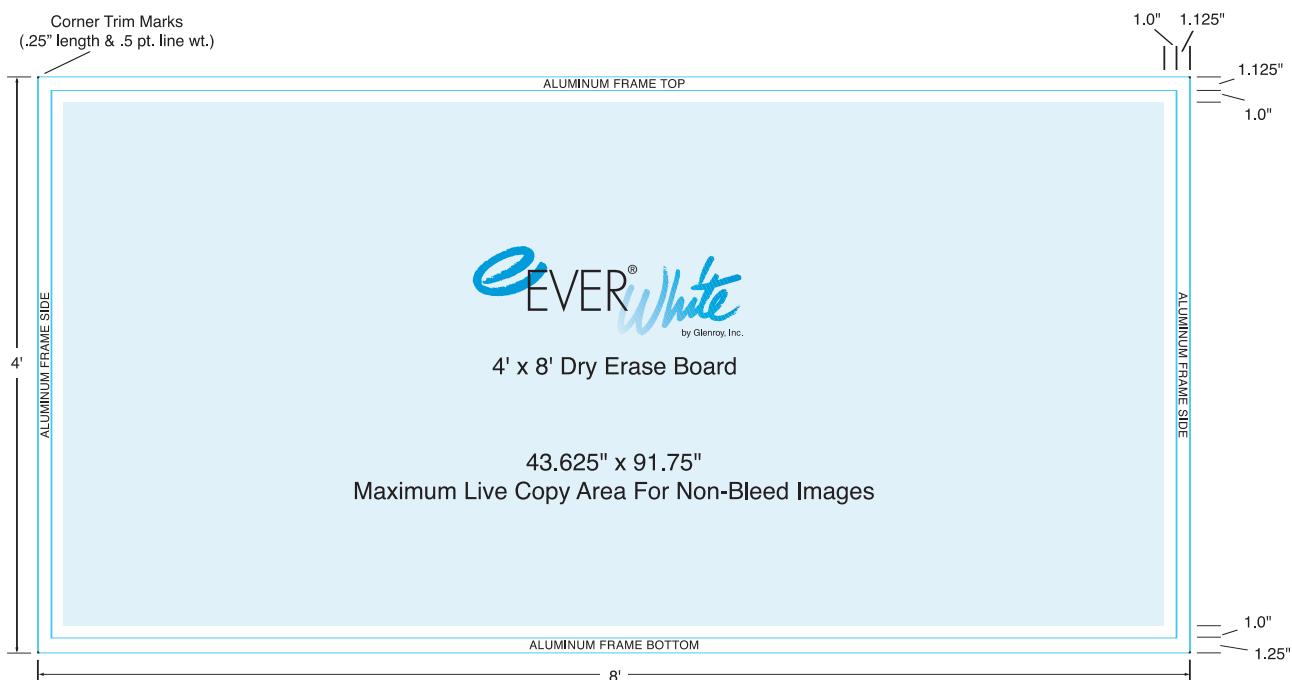 Corner Trim Marks
(.25” length & .5 pt. line wt.)
1.0" 1.125"
1.125"
1.0"
ALUMINUM FRAME TOP
ALUMINUM FRAME SIDE
4'
eEVER® White
by Glenroy, Inc.
4' x 8' Dry Erase Board
43.625" x 91.75"
Maximum Live Copy Area For Non-Bleed Images
ALUMINUM FRAME SIDE
ALUMINUM FRAME BOTTOM
1.0"
1.25"
8'